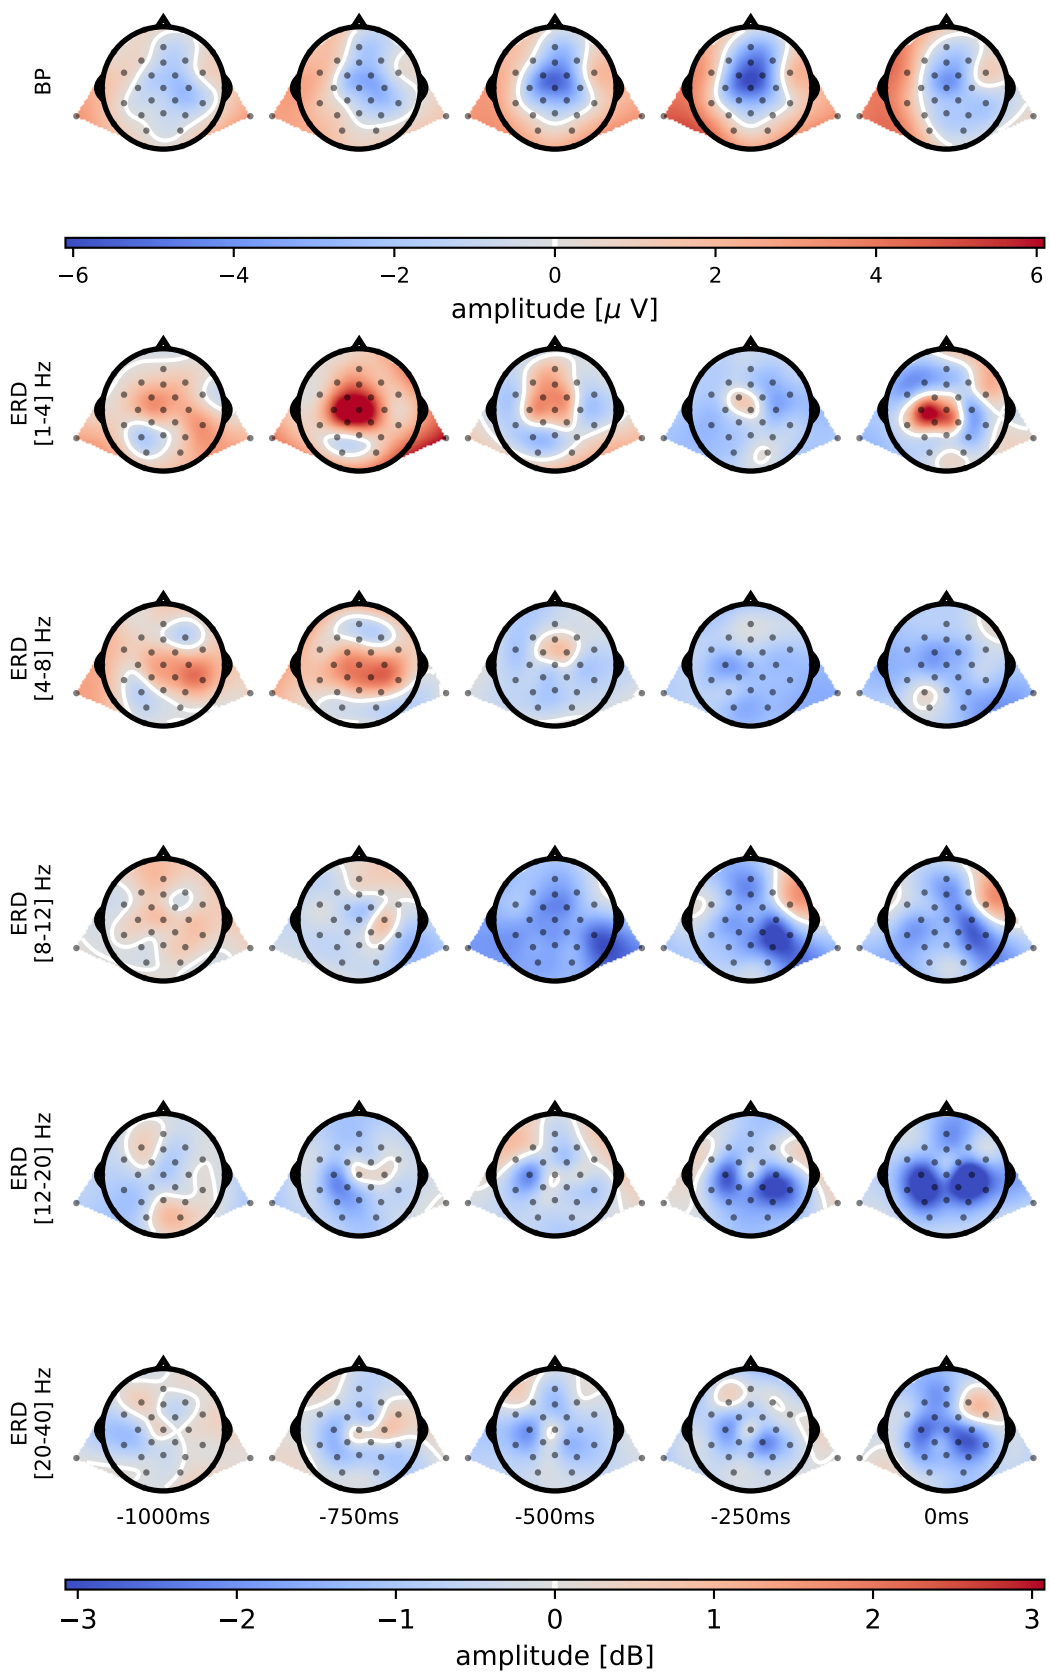 BP
−6 −4 −2 0 2 4 6
amplitude [μ V]
ERD
[1-4] Hz
ERD
[4-8] Hz
ERD
[8-12] Hz
ERD
[12-20] Hz
ERD
[20-40] Hz
-1000ms -750ms -500ms -250ms 0ms
−3 −2 −1 0 1 2 3
amplitude [dB]